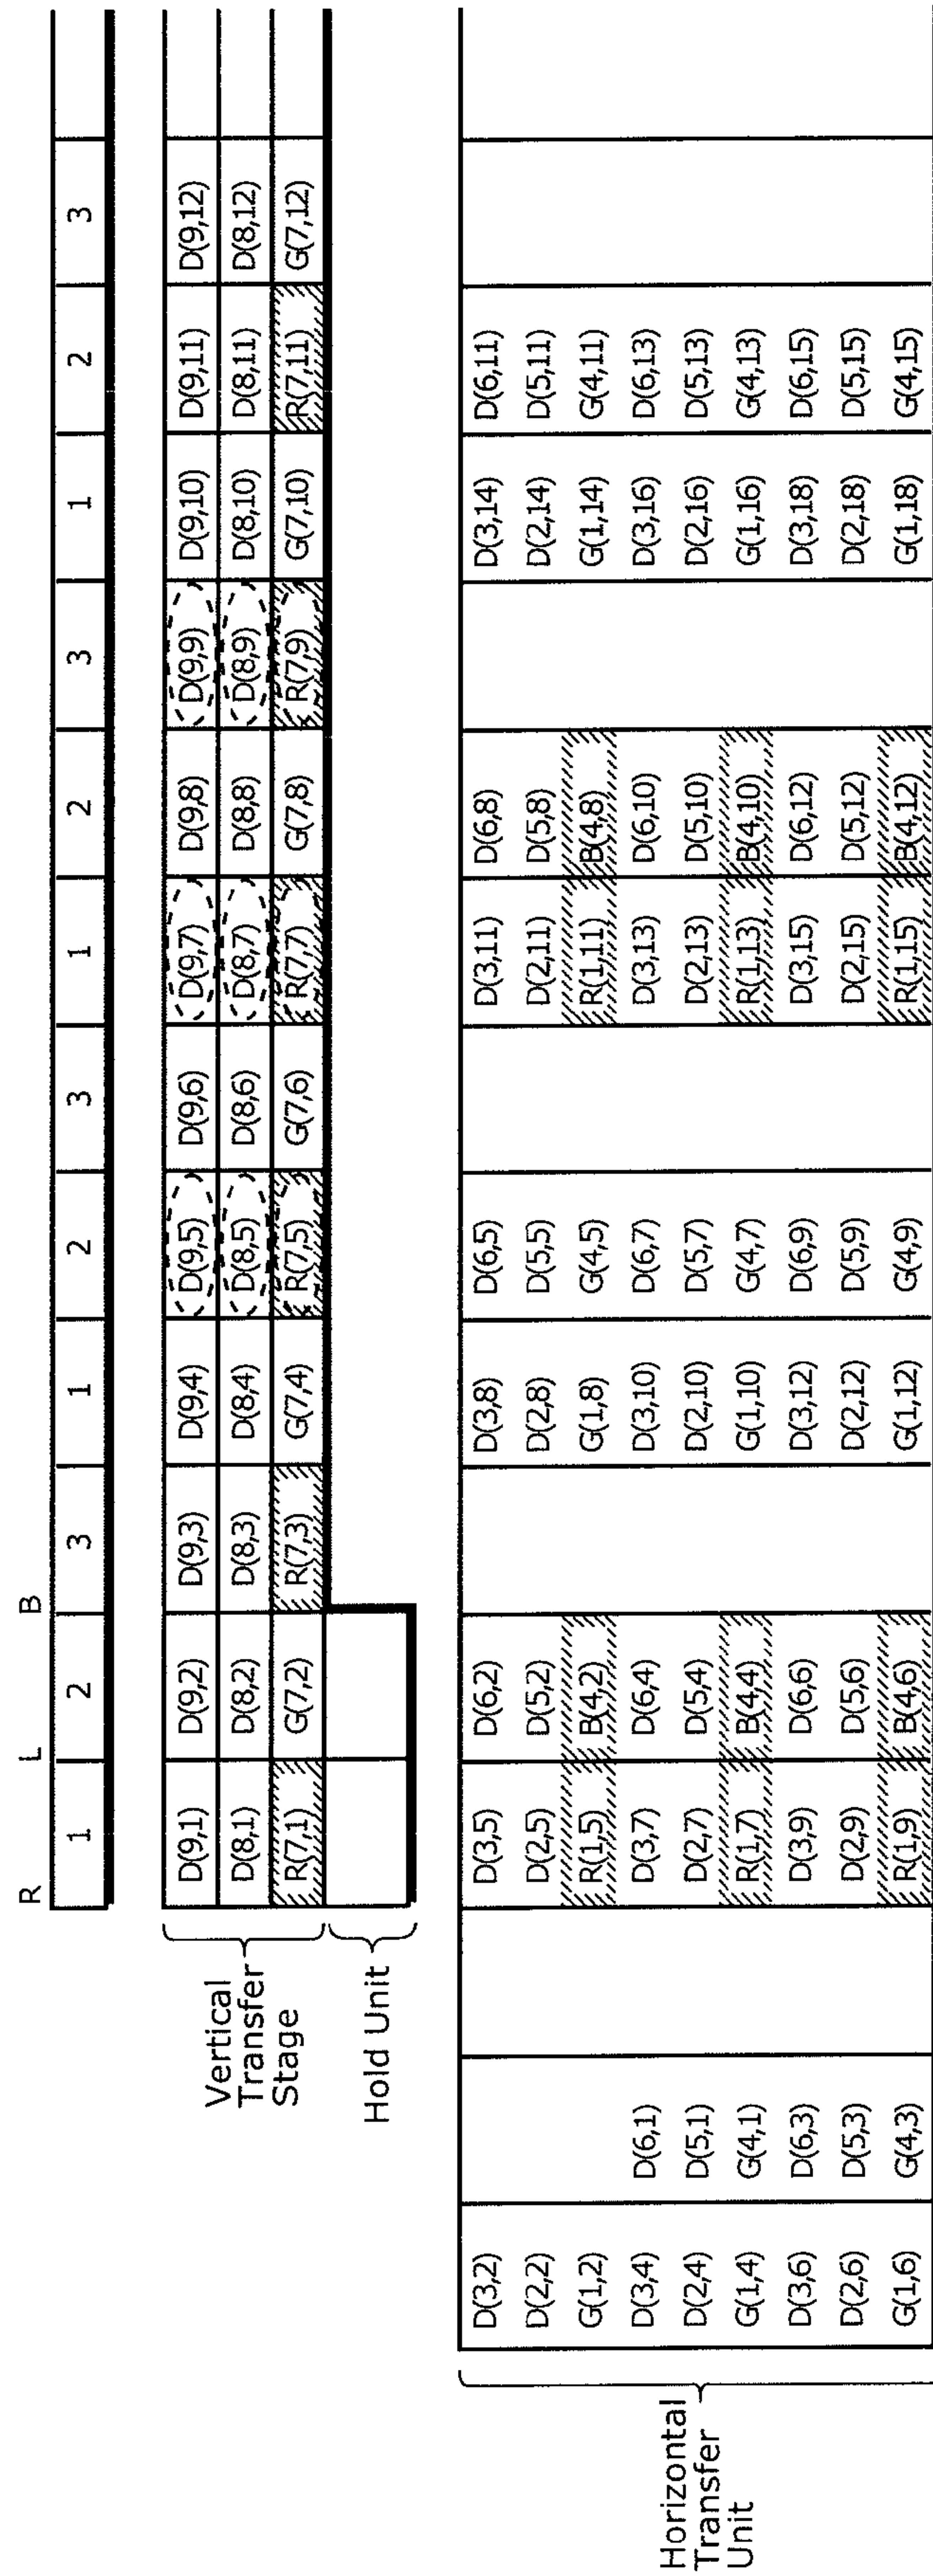 R L B
1 2 3 1 2 3 1 2 3 1 2 3
Vertical
Transfer
Stage
D(9,1) D(9,2) D(9,3) D(9,4) D(9,5) D(9,6) D(9,7) D(9,8) D(9,9) D(9,10) D(9,11) D(9,12)
D(8,1) D(8,2) D(8,3) D(8,4) D(8,5) D(8,6) D(8,7) D(8,8) D(8,9) D(8,10) D(8,11) D(8,12)
R(7,1) G(7,2) R(7,3) G(7,4) R(7,5) G(7,6) R(7,7) G(7,8) R(7,9) G(7,10) R(7,11) G(7,12)
Hold Unit
Horizontal
Transfer
Unit
D(3,2) D(3,5) D(6,2) D(3,8) D(6,5) D(3,11) D(6,8) D(3,14) D(6,11)
D(2,2) D(2,5) D(5,2) D(2,8) D(5,5) D(2,11) D(5,8) D(2,14) D(5,11)
G(1,2) R(1,5) B(4,2) G(1,8) G(4,5) R(1,11) B(4,8) G(1,14) G(4,11)
D(3,4) D(6,1) D(3,7) D(6,4) D(3,10) D(6,7) D(3,13) D(6,10) D(3,16) D(6,13)
D(2,4) D(5,1) D(2,7) D(5,4) D(2,10) D(5,7) D(2,13) D(5,10) D(2,16) D(5,13)
G(1,4) G(4,1) R(1,7) B(4,4) G(1,10) G(4,7) R(1,13) B(4,10) G(1,16) G(4,13)
D(3,6) D(6,3) D(3,9) D(6,6) D(3,12) D(6,9) D(3,15) D(6,12) D(3,18) D(6,15)
D(2,6) D(5,3) D(2,9) D(5,6) D(2,12) D(5,9) D(2,15) D(5,12) D(2,18) D(5,15)
G(1,6) G(4,3) R(1,9) B(4,6) G(1,12) G(4,9) R(1,15) B(4,12) G(1,18) G(4,15)